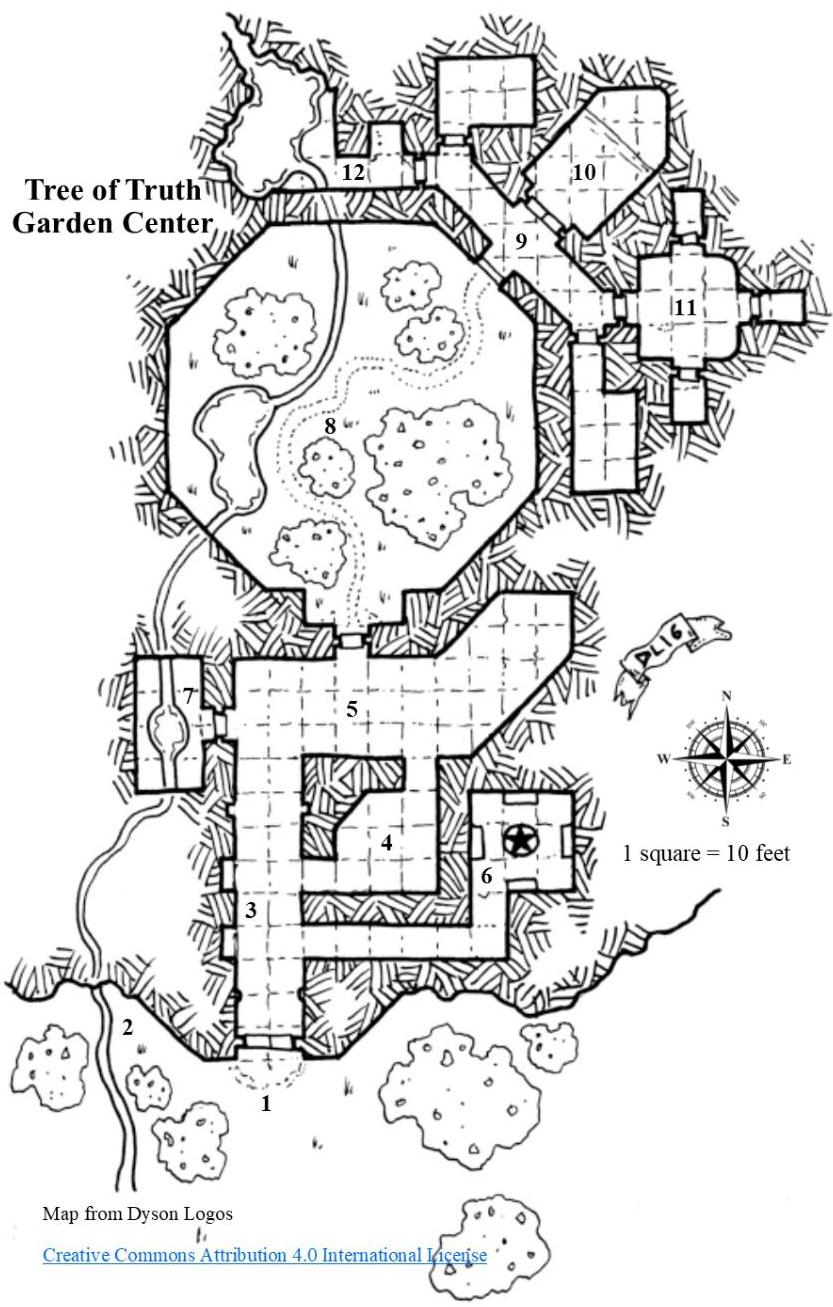 12
10
Tree of Truth
Garden Center
9
11
8
DL16
7
5
N
W
E
S
4
1 square = 10 feet
6
3
2
1
Map from Dyson Logos
Creative Commons Attribution 4.0 International License